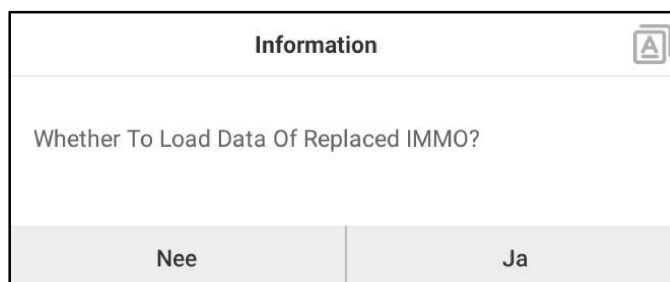 Information
A
Whether To Load Data Of Replaced IMMO?
Nee
Ja